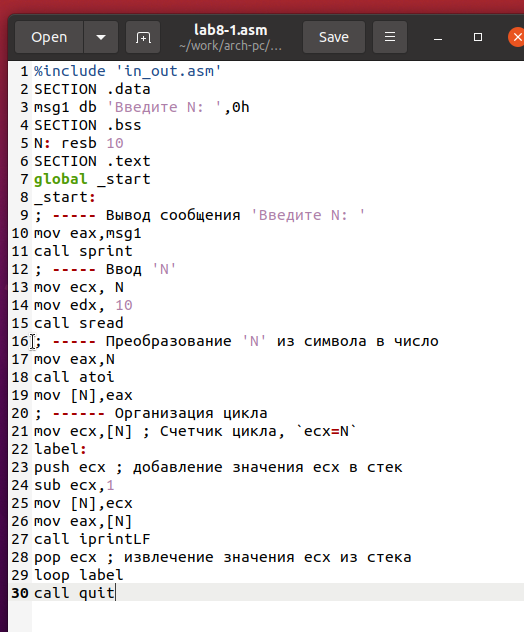 Open
lab8-1.asm
~/work/arch-pc/...
Save
1 %include 'in_out.asm'
2 SECTION .data
3 msg1 db 'Введите N: ',0h
4 SECTION .bss
5 N: resb 10
6 SECTION .text
7 global _start
8 _start:
9 ; ----- Вывод сообщения 'Введите N: '
10 mov eax,msg1
11 call sprint
12 ; ----- Ввод 'N'
13 mov ecx, N
14 mov edx, 10
15 call sread
16 ; ----- Преобразование 'N' из символа в число
17 mov eax,N
18 call atoi
19 mov [N],eax
20 ; ------ Организация цикла
21 mov ecx,[N] ; Счетчик цикла, `ecx=N`
22 label:
23 push ecx ; добавление значения ecx в стек
24 sub ecx,1
25 mov [N],ecx
26 mov eax,[N]
27 call iprintLF
28 pop ecx ; извлечение значения ecx из стека
29 loop label
30 call quit